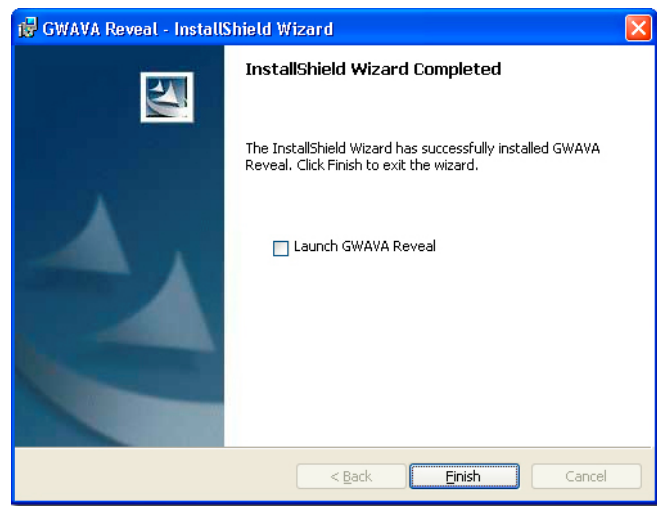 GWAVA Reveal - InstallShield Wizard
InstallShield Wizard Completed
The InstallShield Wizard has successfully installed GWAVA
Reveal. Click Finish to exit the wizard.
Launch GWAVA Reveal
< Back
Finish
Cancel